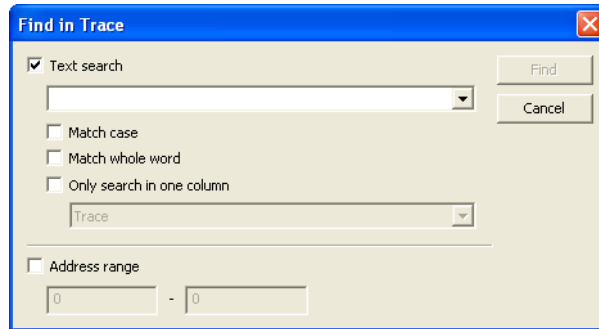 Find in Trace
Text search
Find
Cancel
Match case
Match whole word
Only search in one column
Trace
Address range
0 - 0